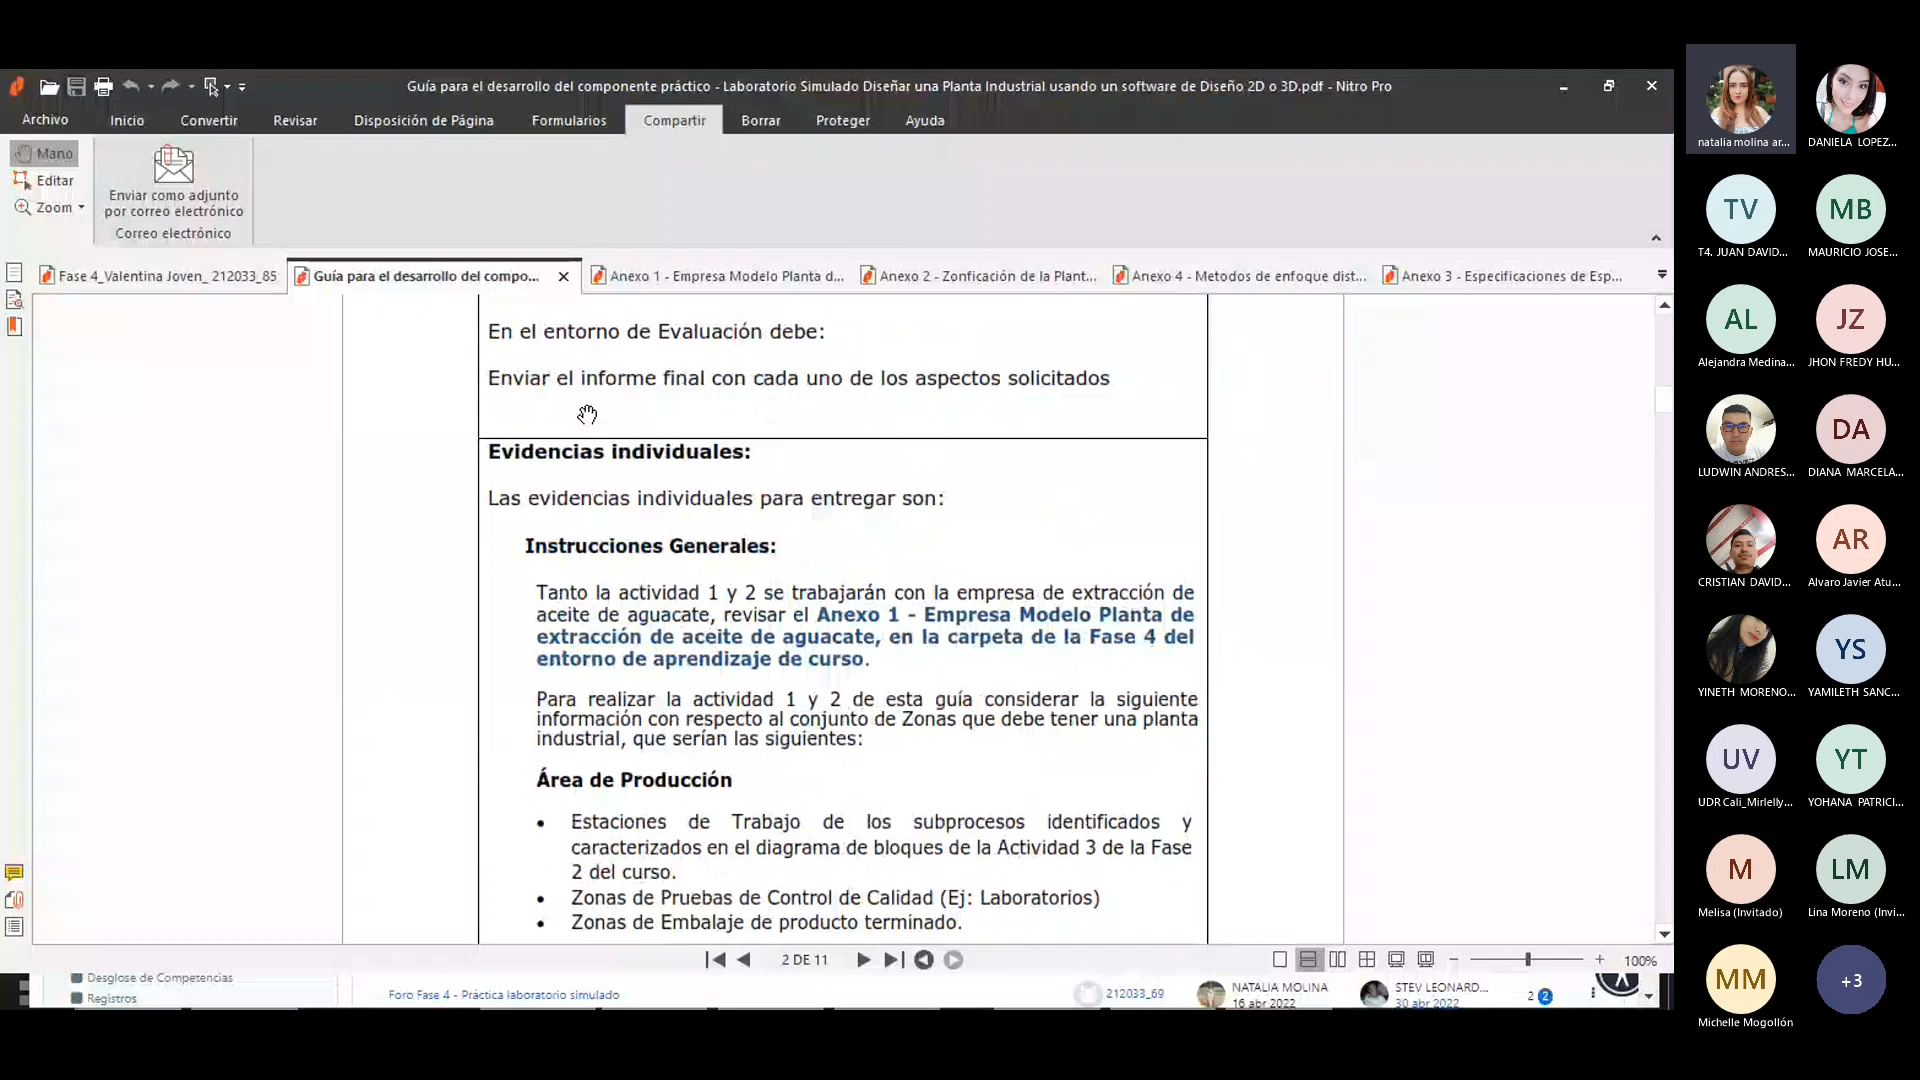 Guía para el desarrollo del componente práctico - Laboratorio Simulado Diseñar una Planta Industrial usando un software de Diseño 2D o 3D.pdf - Nitro Pro
Archivo Inicio Convertir Revisar Disposición de Página Formularios Compartir Borrar Proteger Ayuda
Mano
Editar
Zoom
Enviar como adjunto
por correo electrónico
Correo electrónico
Fase 4_Valentina Joven_ 212033_85 Guía para el desarrollo del compo... Anexo 1 - Empresa Modelo Planta d... Anexo 2 - Zonficación de la Plant... Anexo 4 - Metodos de enfoque dist... Anexo 3 - Especificaciones de Esp...
En el entorno de Evaluación debe:
Enviar el informe final con cada uno de los aspectos solicitados
Evidencias individuales:
Las evidencias individuales para entregar son:
Instrucciones Generales:
Tanto la actividad 1 y 2 se trabajarán con la empresa de extracción de
aceite de aguacate, revisar el Anexo 1 - Empresa Modelo Planta de
extracción de aceite de aguacate, en la carpeta de la Fase 4 del
entorno de aprendizaje de curso.
Para realizar la actividad 1 y 2 de esta guía considerar la siguiente
información con respecto al conjunto de Zonas que debe tener una planta
industrial, que serían las siguientes:
Área de Producción
• Estaciones de Trabajo de los subprocesos identificados y
caracterizados en el diagrama de bloques de la Actividad 3 de la Fase
2 del curso.
• Zonas de Pruebas de Control de Calidad (Ej: Laboratorios)
• Zonas de Embalaje de producto terminado.
2 DE 11
100%
Desglose de Competencias
Registros
Foro Fase 4 - Práctica laboratorio simulado
212033_69
NATALIA MOLINA
16 abr 2022
STEV LEONARD...
30 abr 2022
2 2
natalia molina ar... DANIELA LOPEZ...
TV MB
T4. JUAN DAVID... MAURICIO JOSE...
AL JZ
Alejandra Medina... JHON FREDY HU...
DA
LUDWIN ANDRES... DIANA MARCELA...
AR
CRISTIAN DAVID... Alvaro Javier Atu...
YS
YINETH MORENO... YAMILETH SANC...
UV YT
UDR Cali_Mirlelly... YOHANA PATRICI...
M LM
Melisa (Invitado) Lina Moreno (Invi...
MM +3
Michelle Mogollón